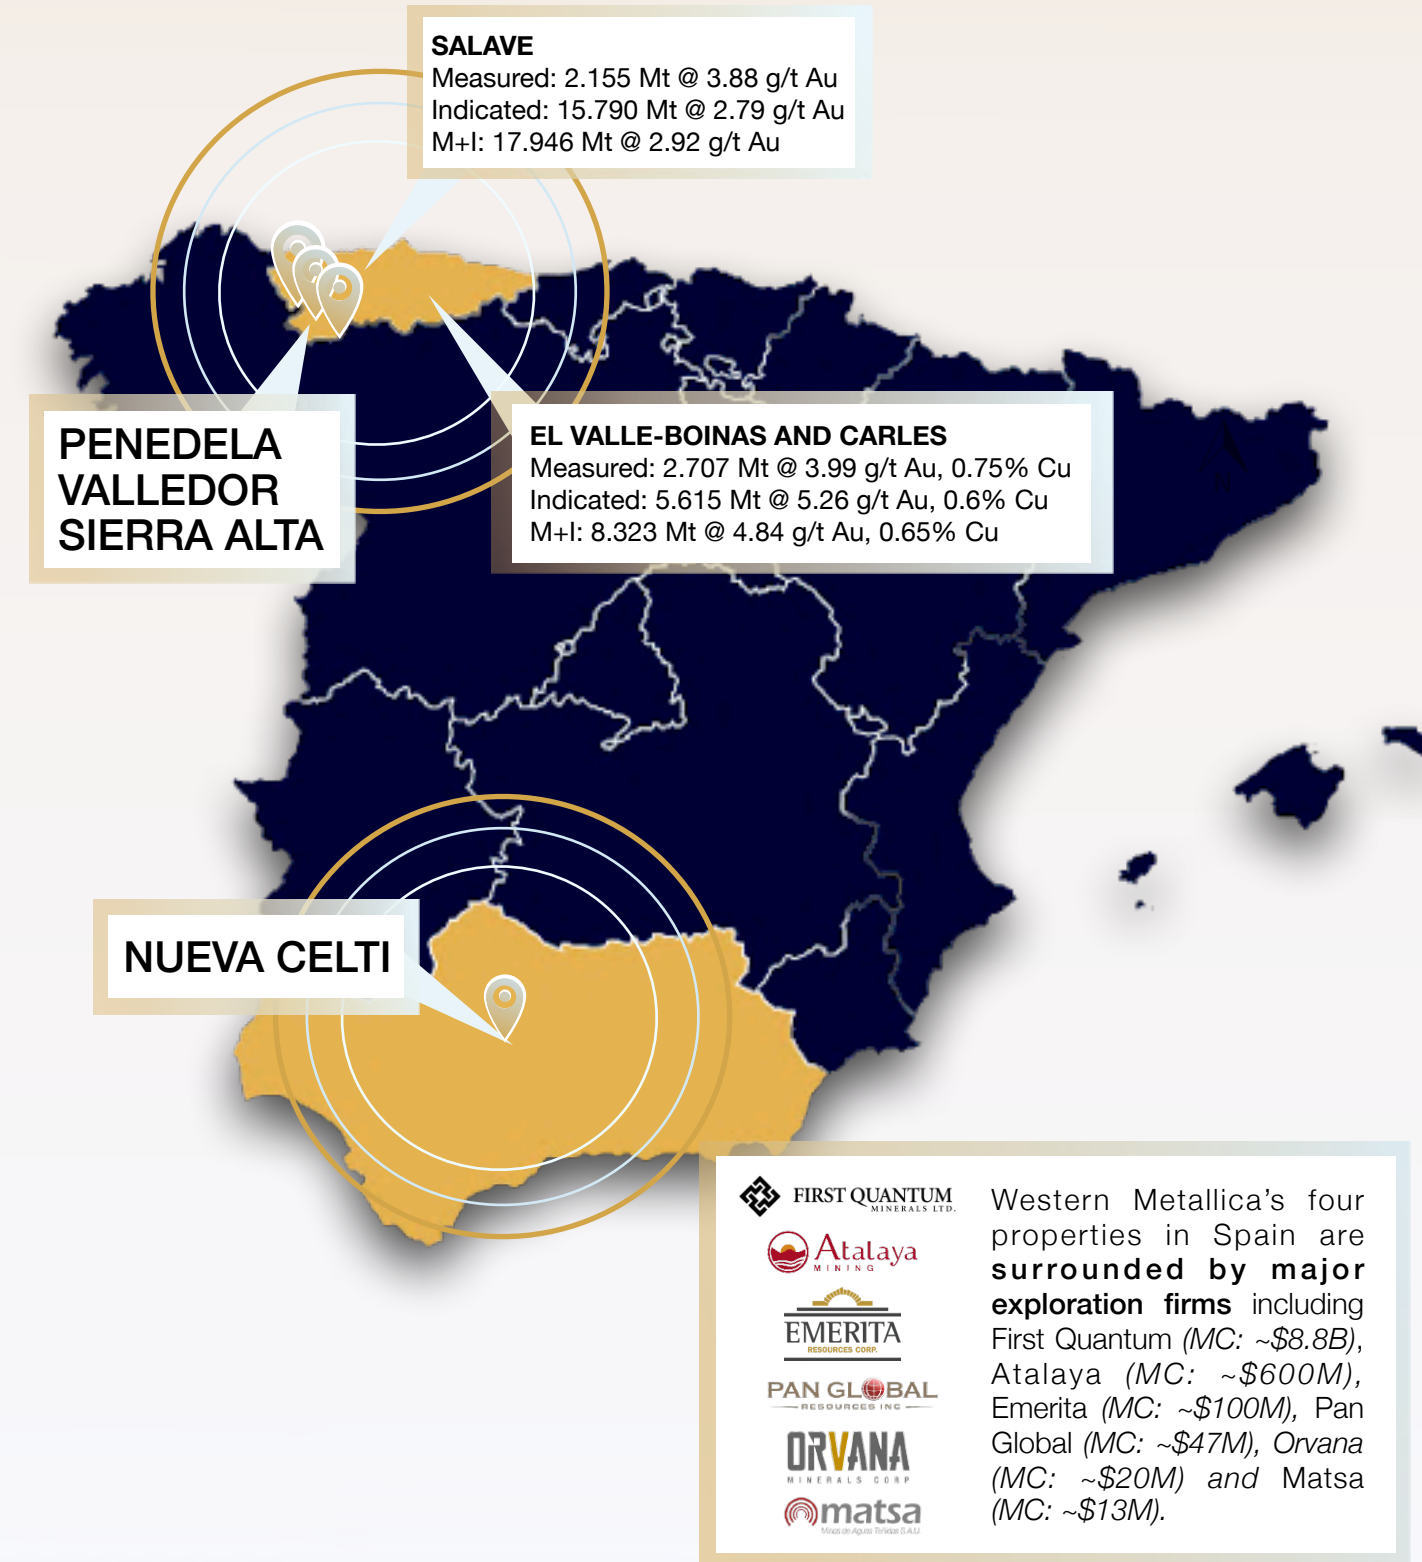 SALAVE
Measured: 2.155 Mt @ 3.88 g/t Au
Indicated: 15.790 Mt @ 2.79 g/t Au
M+I: 17.946 Mt @ 2.92 g/t Au
PENEDELA
VALLEDOR
SIERRA ALTA
EL VALLE-BOINAS AND CARLES
Measured: 2.707 Mt @ 3.99 g/t Au, 0.75% Cu
Indicated: 5.615 Mt @ 5.26 g/t Au, 0.6% Cu
M+I: 8.323 Mt @ 4.84 g/t Au, 0.65% Cu
N
NUEVA CELTI
FIRST QUANTUM
MINERALS LTD.
Atalaya
MINING
EMERITA
RESOURCES CORP.
PAN GLOBAL
RESOURCES INC
ORVANA
MINERALS CORP
matsa
Minas de Aguas Teñidas S.A.U.
Western Metallica's four
properties in Spain are
surrounded by major
exploration firms including
First Quantum (MC: ~$8.8B),
Atalaya (MC: ~$600M),
Emerita (MC: ~$100M), Pan
Global (MC: ~$47M), Orvana
(MC: ~$20M) and Matsa
(MC: ~$13M).